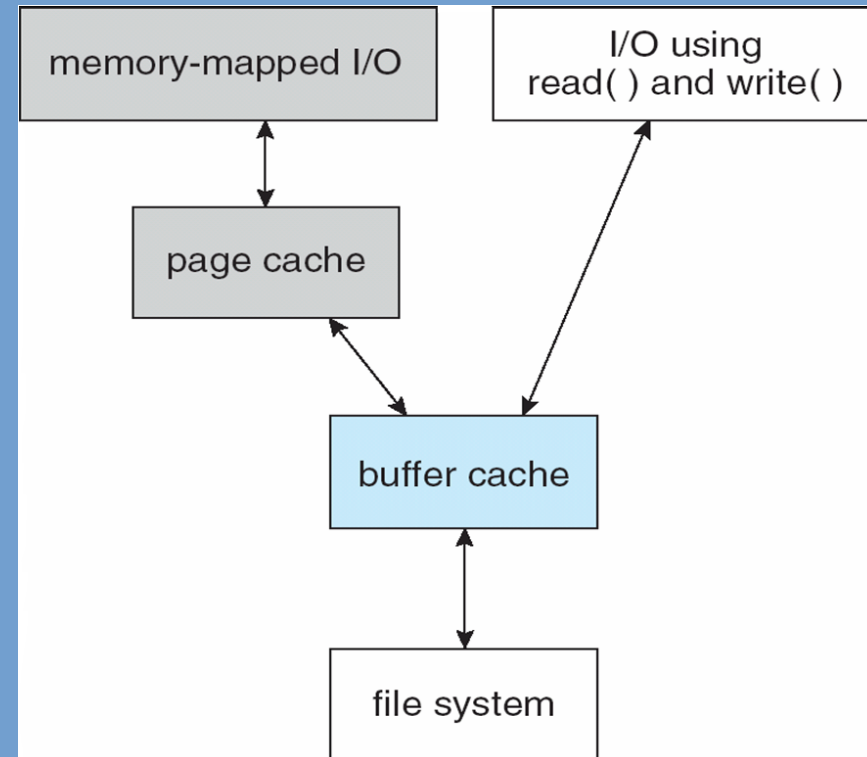 memory-mapped I/O
I/O using
read( ) and write( )
page cache
buffer cache
file system